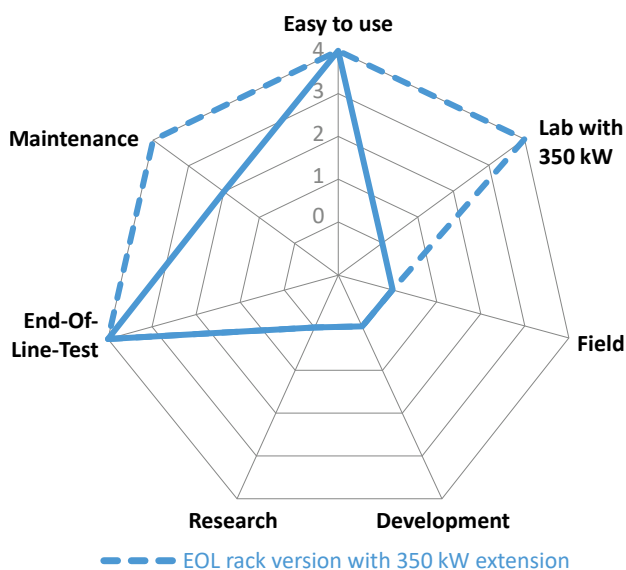 Easy to use
4
3
2
1
0
Maintenance
Lab with
350 kW
End-Of-
Line-Test
Field
Research
Development
EOL rack version with 350 kW extension